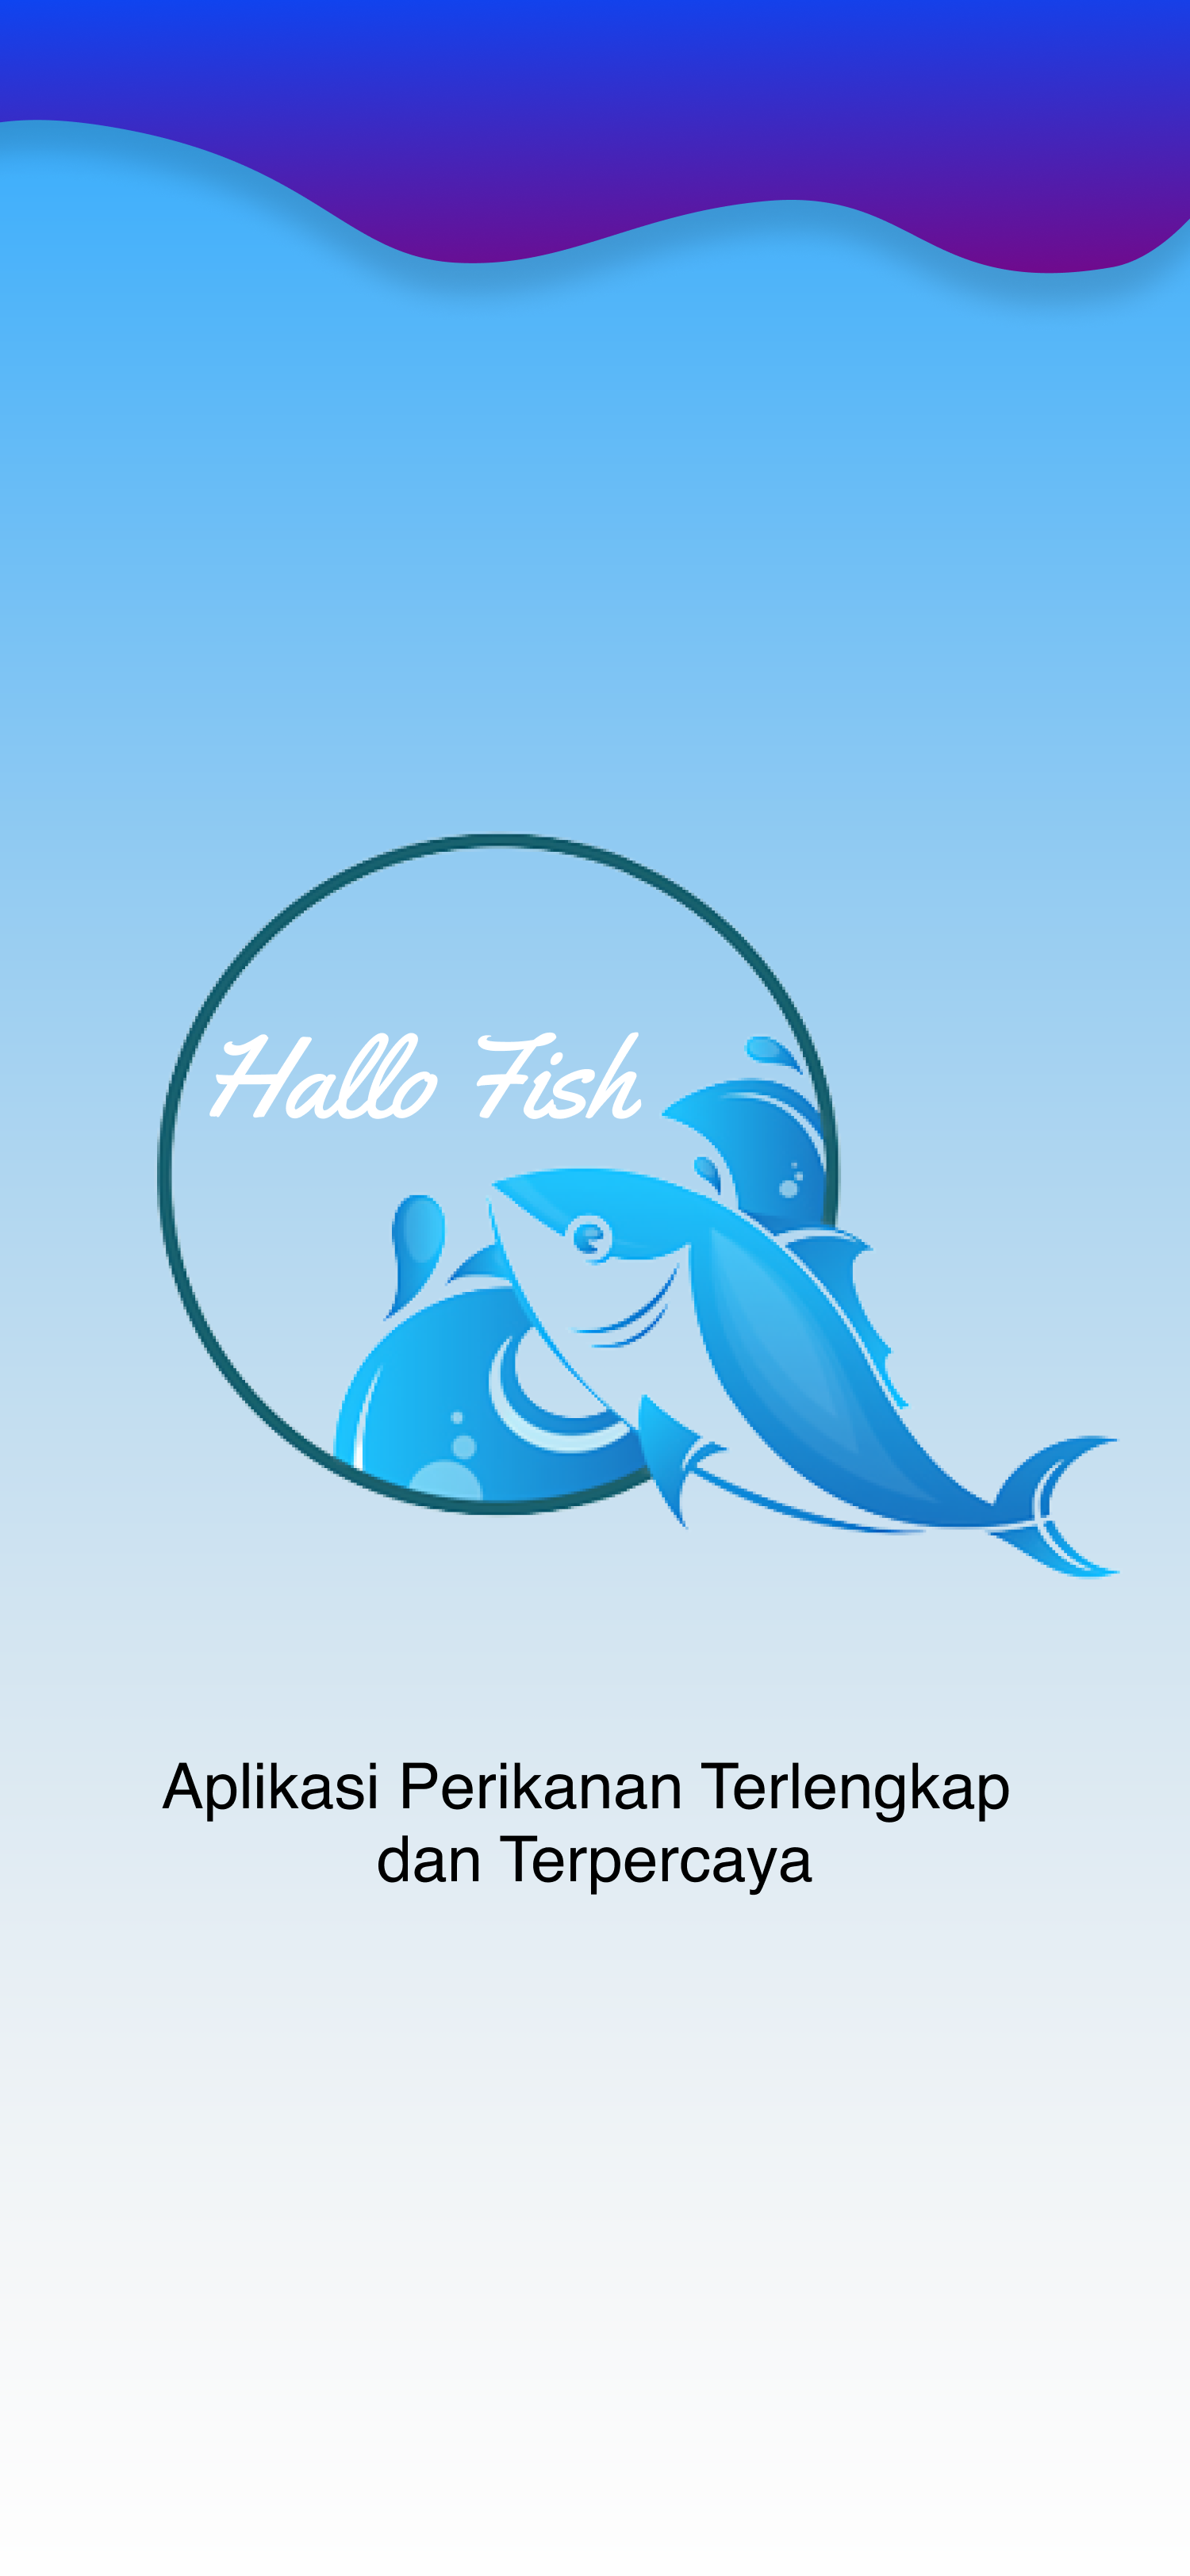 Hallo Fish
Aplikasi Perikanan Terlengkap
dan Terpercaya